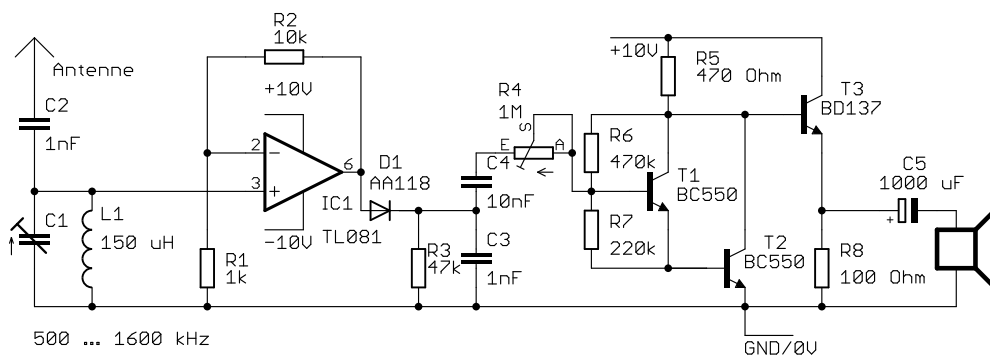 Antenne
C2
1nF
C1
L1
150 uH
500 ... 1600 kHz
R2
10k
+10V
2
3
6
-
+
-10V
IC1
TL081
R1
1k
D1
AA118
R3
47k
C4
10nF
C3
1nF
R4
1M
S
E
A
R6
470k
R7
220k
+10V
R5
470 Ohm
T1
BC550
T2
BC550
T3
BD137
C5
1000 uF
+
R8
100 Ohm
GND/0V